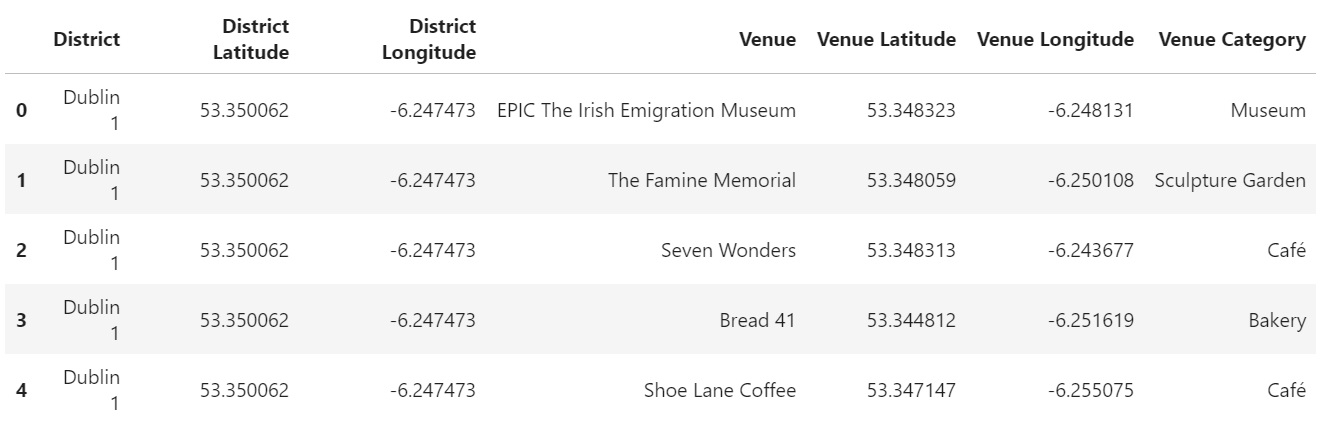 District District Latitude District Longitude Venue Venue Latitude Venue Longitude Venue Category
0 Dublin 1 53.350062 -6.247473 EPIC The Irish Emigration Museum 53.348323 -6.248131 Museum
1 Dublin 1 53.350062 -6.247473 The Famine Memorial 53.348059 -6.250108 Sculpture Garden
2 Dublin 1 53.350062 -6.247473 Seven Wonders 53.348313 -6.243677 Café
3 Dublin 1 53.350062 -6.247473 Bread 41 53.344812 -6.251619 Bakery
4 Dublin 1 53.350062 -6.247473 Shoe Lane Coffee 53.347147 -6.255075 Café